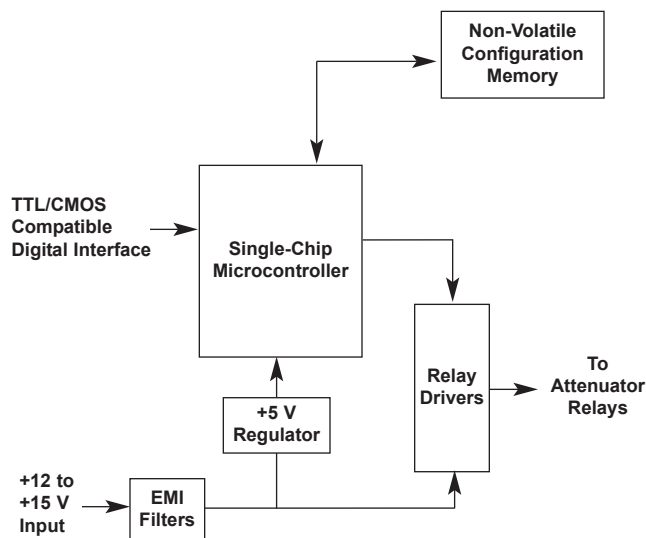 Non-Volatile
Configuration
Memory
TTL/CMOS
Compatible
Digital Interface
Single-Chip
Microcontroller
Relay
Drivers
To
Attenuator
Relays
+5 V
Regulator
+12 to
+15 V
Input
EMI
Filters